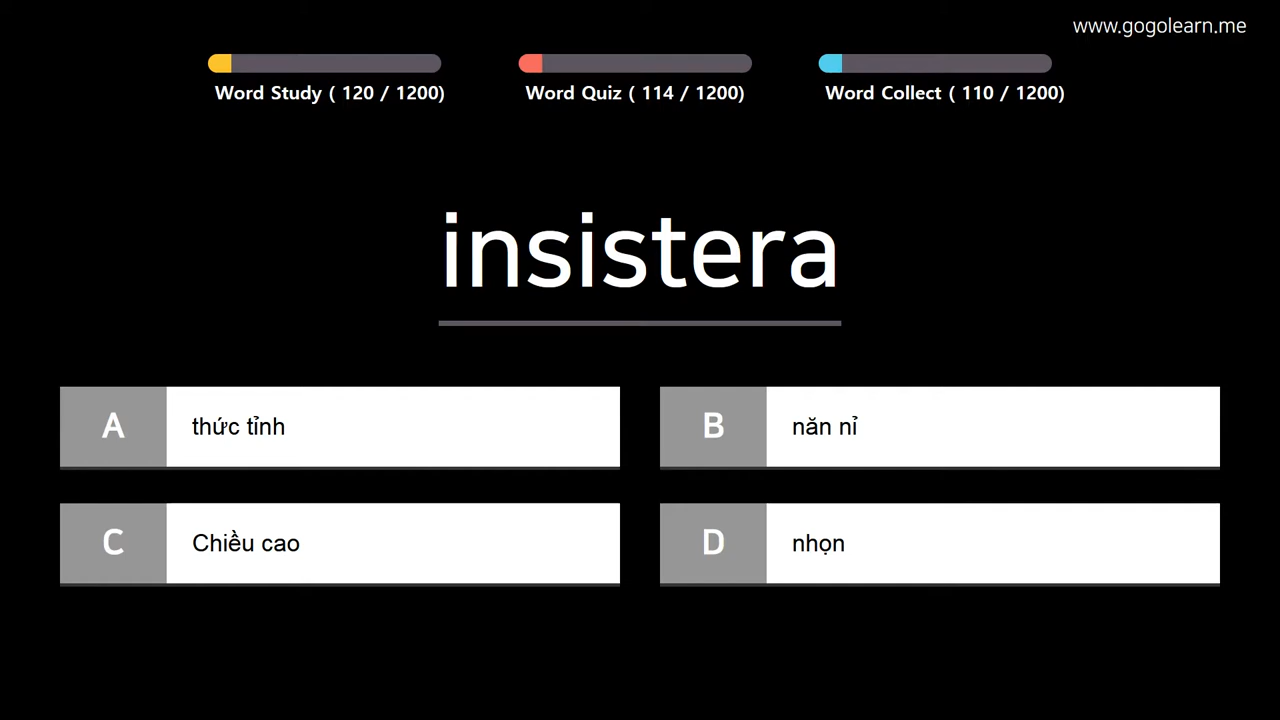 www.gogolearn.me
Word Study ( 120 / 1200)
Word Quiz ( 114 / 1200)
Word Collect ( 110 / 1200)
insistera
A thức tỉnh
B năn nỉ
C Chiều cao
D nhọn